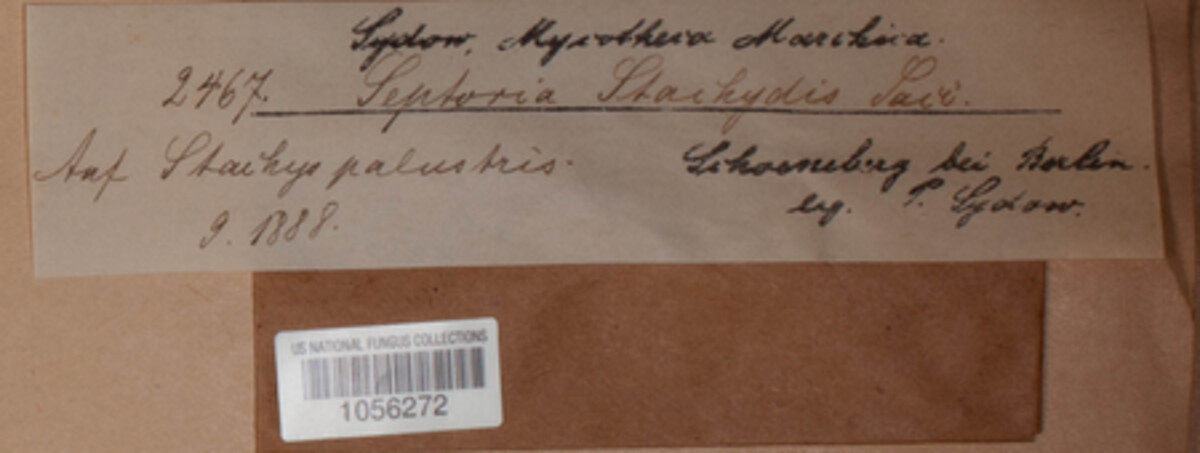 Sydow, Mycotheca Marchica.
2467. Septoria Stachydis Sacc.
Auf Stachys palustris.
Schoeneberg bei Berlin.
9. 1888.
leg. P. Sydow.
US NATIONAL FUNGUS COLLECTIONS
1056272